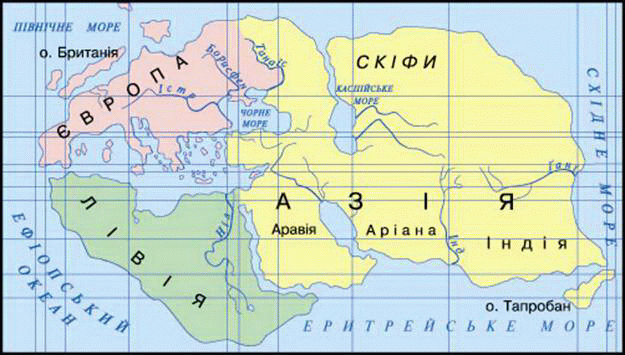 ПІВНІЧНЕ МОРЕ
о. Британія
ЄВРОПА
Істр
Борисфен
Танаїс
СКІФИ
КАСПІЙСЬКЕ
МОРЕ
ЧОРНЕ
МОРЕ
СХІДНЕ МОРЕ
Ганг
АЗІЯ
Аравія
Аріана
Інд
Індія
ЛІВІЯ
Ніл
ЕФІОПСЬКИЙ
ОКЕАН
о. Тапробан
ЕРИТРЕЙСЬКЕ МОРЕ